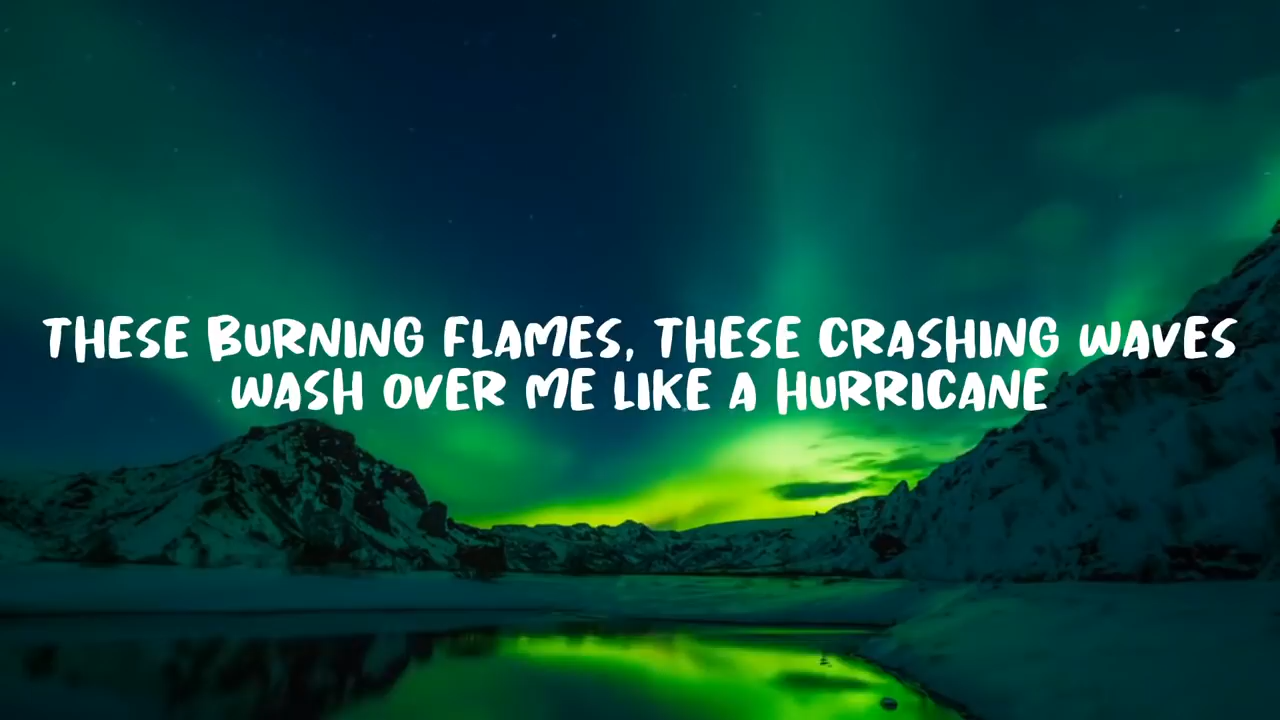 THESE BURNING FLAMES, THESE CRASHING WAVES
WASH OVER ME LIKE A HURRICANE